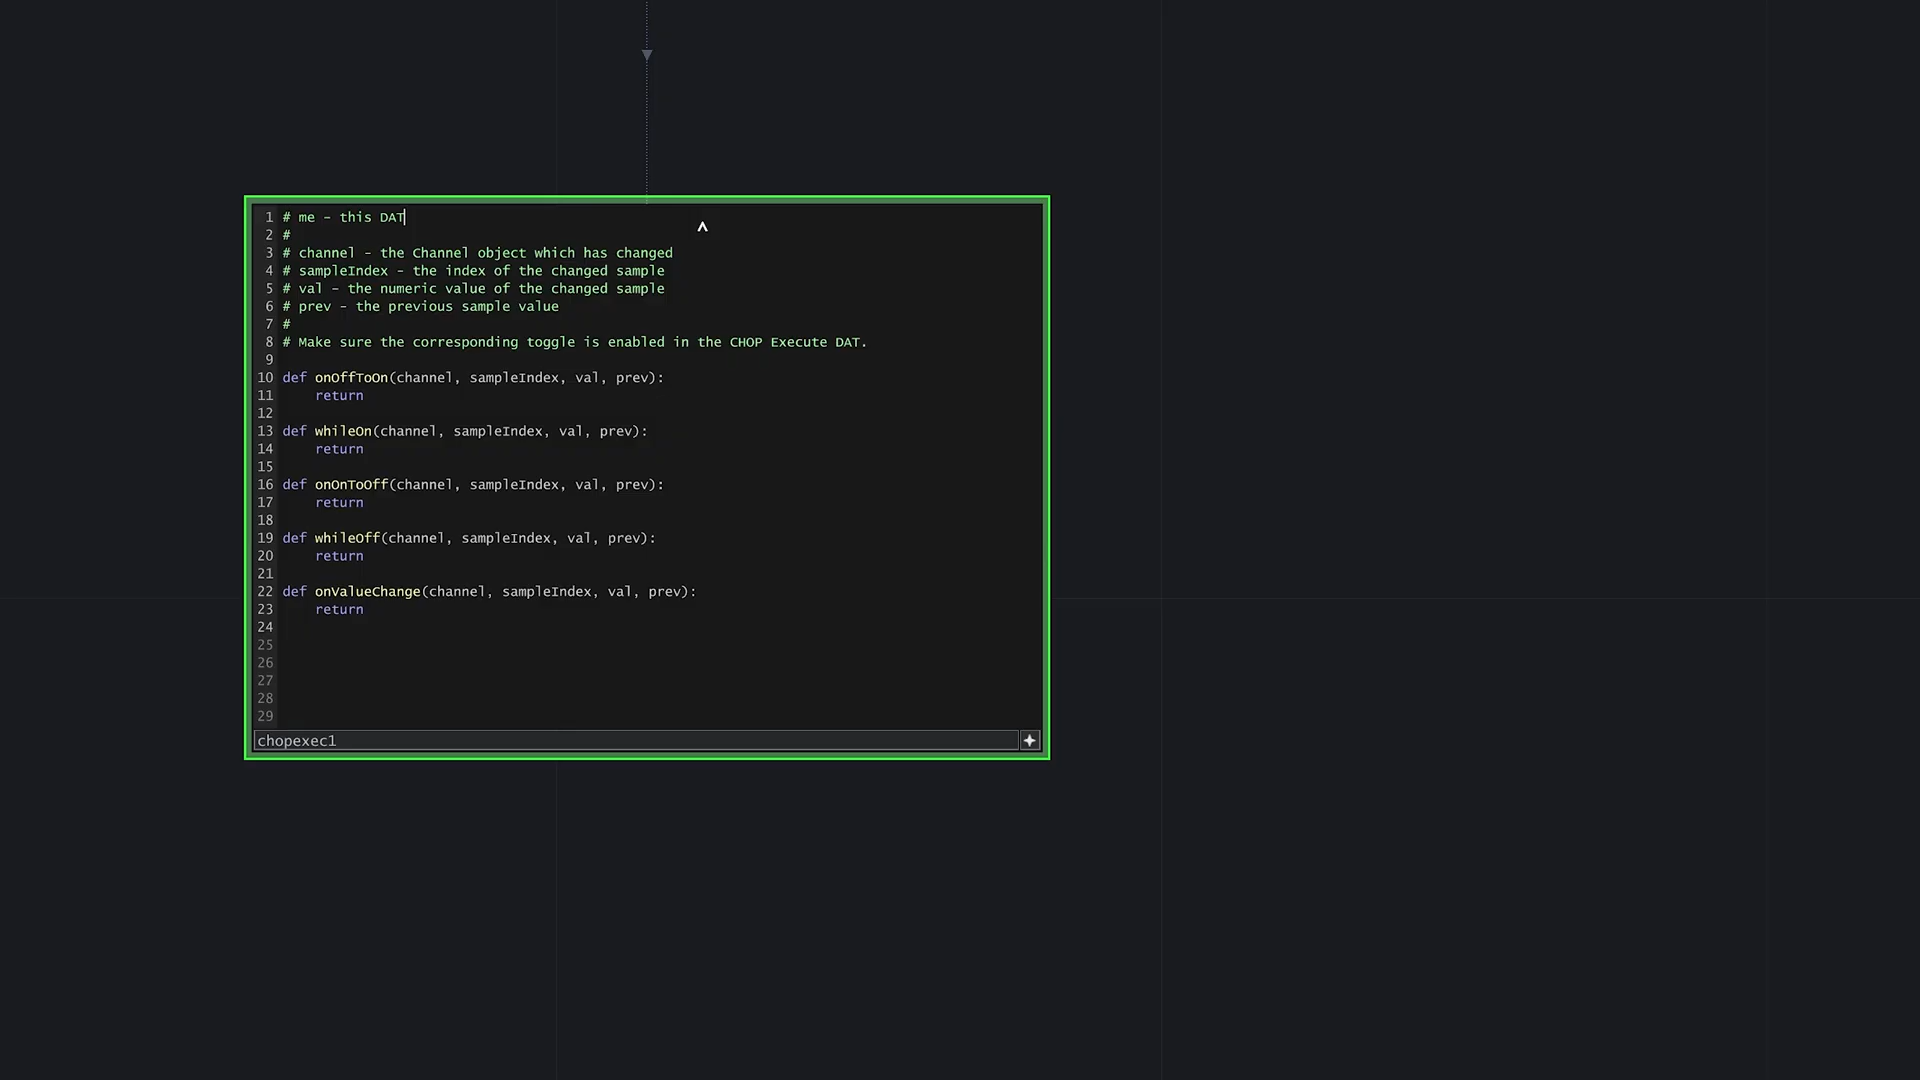 1 # me - this DAT
2 #
3 # channel - the Channel object which has changed
4 # sampleIndex - the index of the changed sample
5 # val - the numeric value of the changed sample
6 # prev - the previous sample value
7 #
8 # Make sure the corresponding toggle is enabled in the CHOP Execute DAT.
9
10 def onOffToOn(channel, sampleIndex, val, prev):
11     return
12
13 def whileOn(channel, sampleIndex, val, prev):
14     return
15
16 def onOnToOff(channel, sampleIndex, val, prev):
17     return
18
19 def whileOff(channel, sampleIndex, val, prev):
20     return
21
22 def onValueChange(channel, sampleIndex, val, prev):
23     return
24
25
26
27
28
29
chopexec1